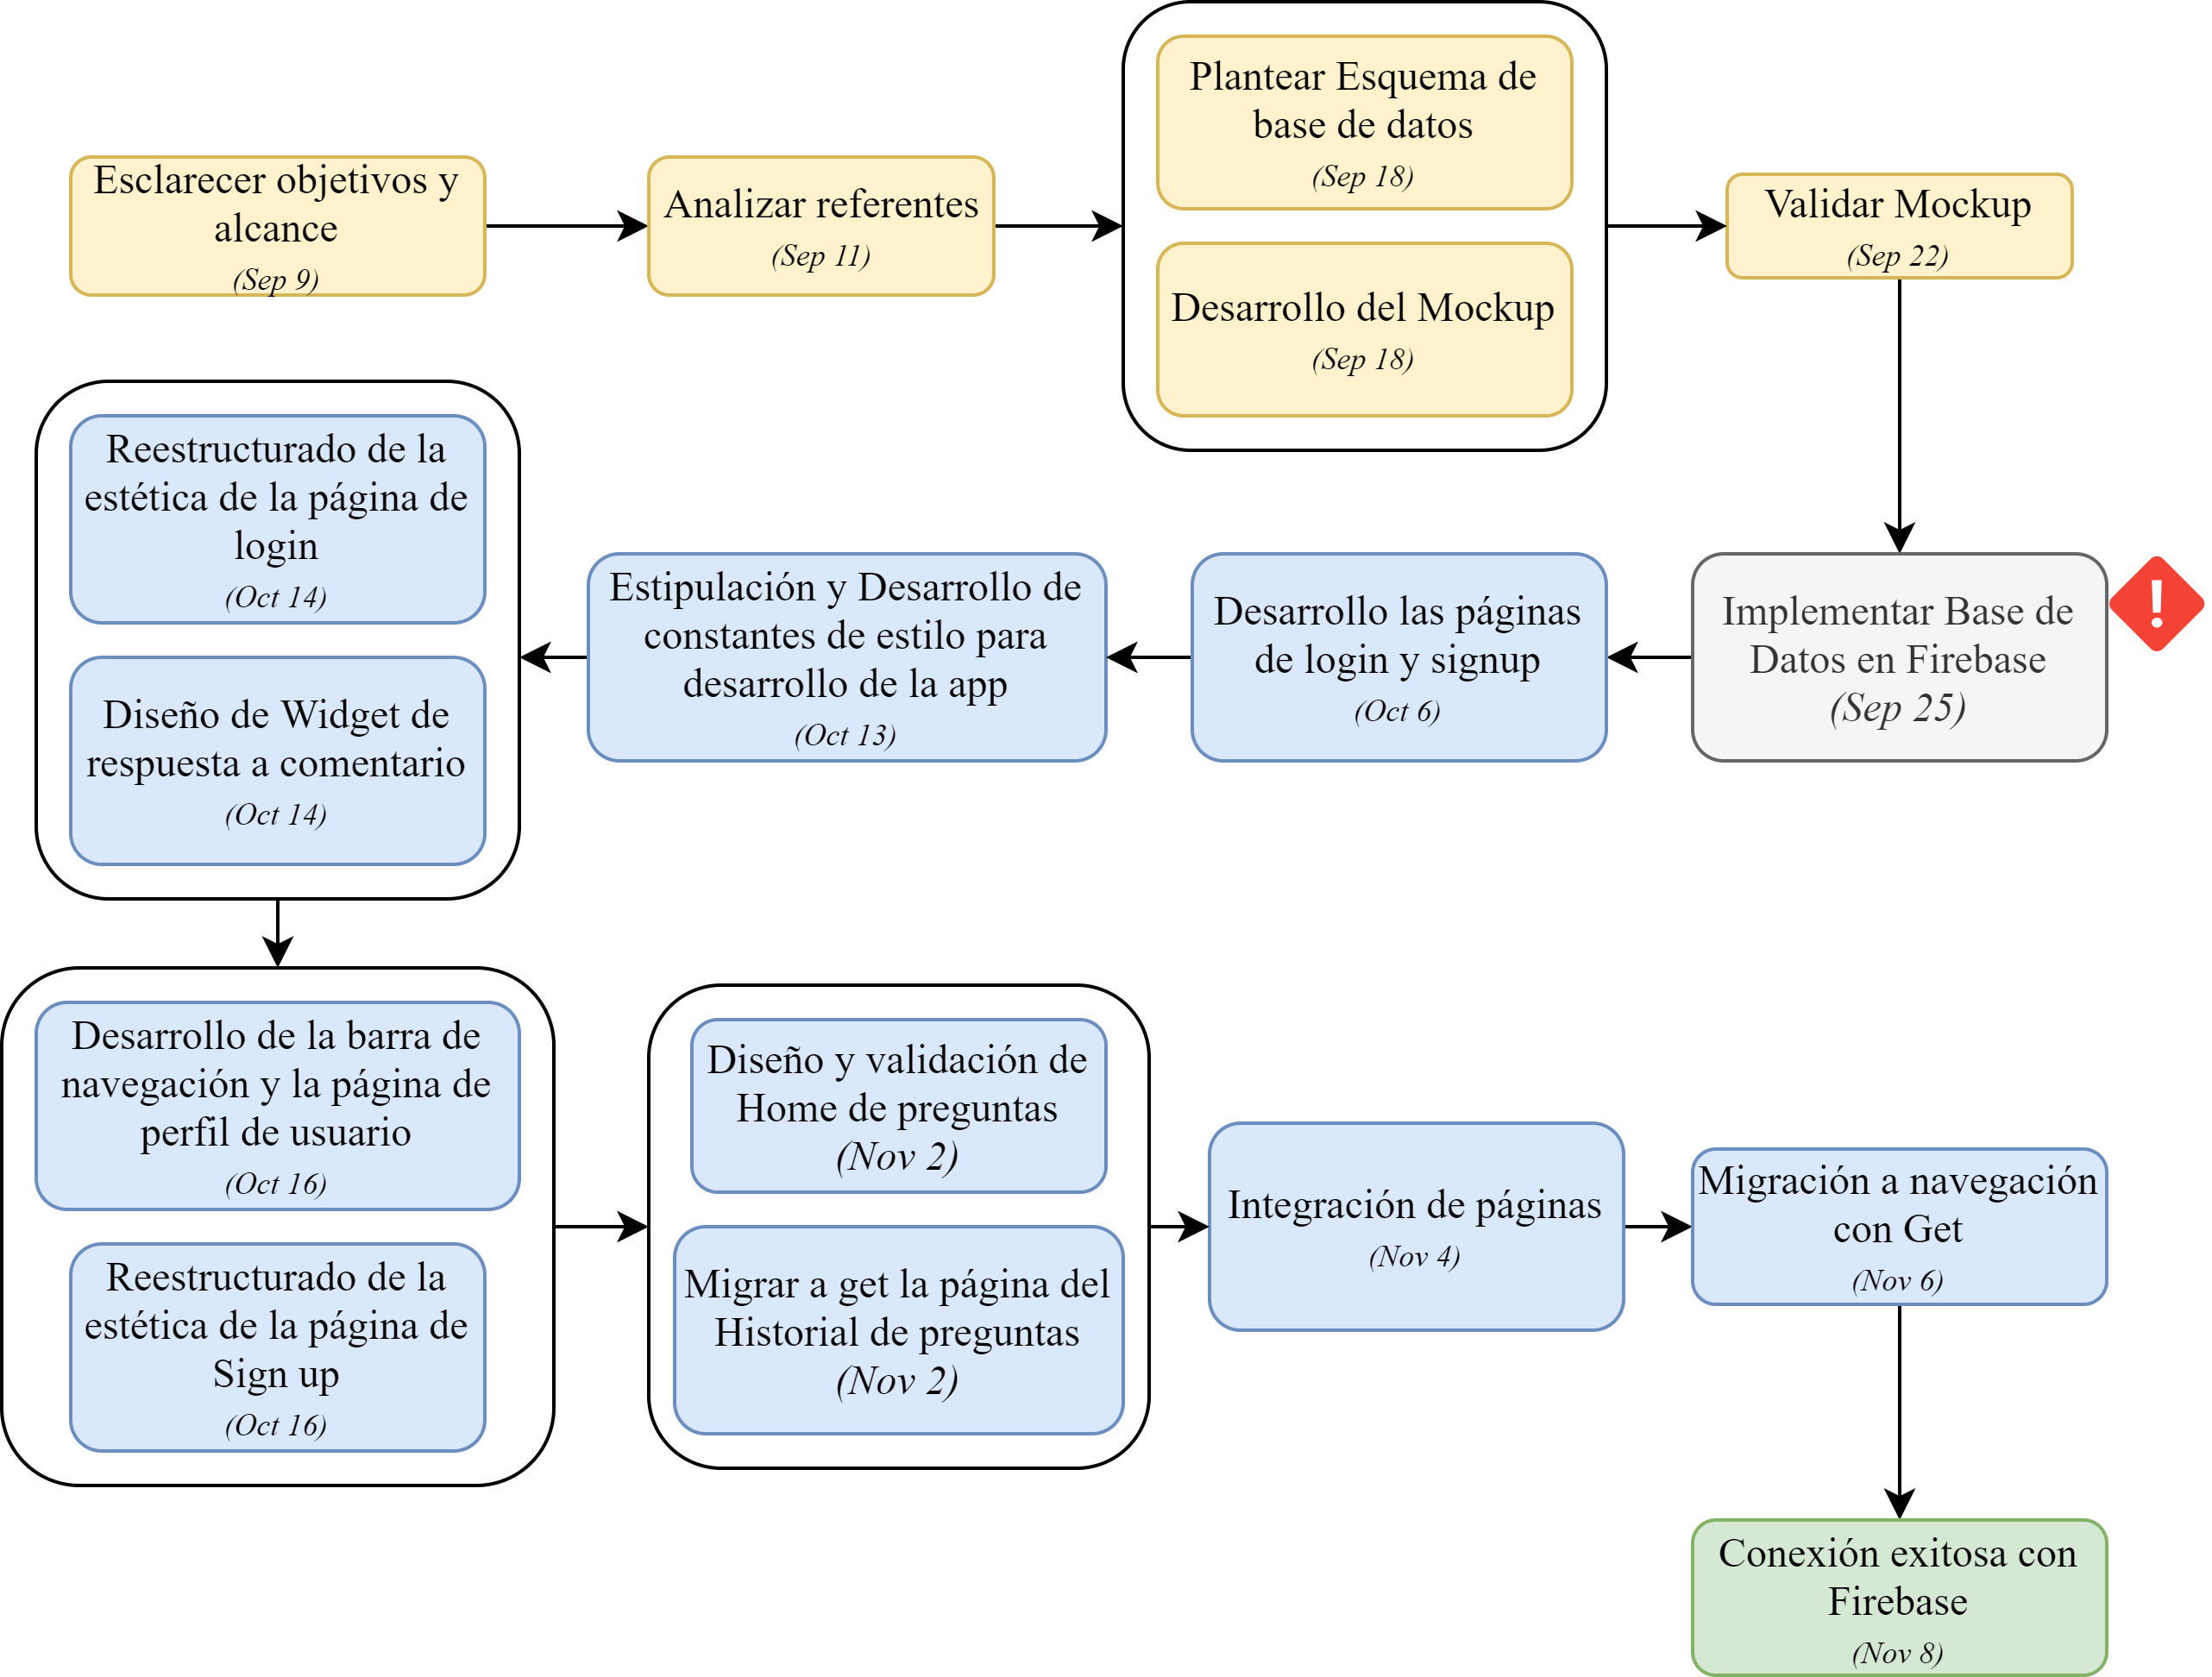 Esclarecer objetivos y
alcance
(Sep 9)
Analizar referentes
(Sep 11)
Plantear Esquema de
base de datos
(Sep 18)
Desarrollo del Mockup
(Sep 18)
Validar Mockup
(Sep 22)
Implementar Base de
Datos en Firebase
(Sep 25)
!
Desarrollo las páginas
de login y signup
(Oct 6)
Estipulación y Desarrollo de
constantes de estilo para
desarrollo de la app
(Oct 13)
Reestructurado de la
estética de la página de
login
(Oct 14)
Diseño de Widget de
respuesta a comentario
(Oct 14)
Desarrollo de la barra de
navegación y la página de
perfil de usuario
(Oct 16)
Reestructurado de la
estética de la página de
Sign up
(Oct 16)
Diseño y validación de
Home de preguntas
(Nov 2)
Migrar a get la página del
Historial de preguntas
(Nov 2)
Integración de páginas
(Nov 4)
Migración a navegación
con Get
(Nov 6)
Conexión exitosa con
Firebase
(Nov 8)